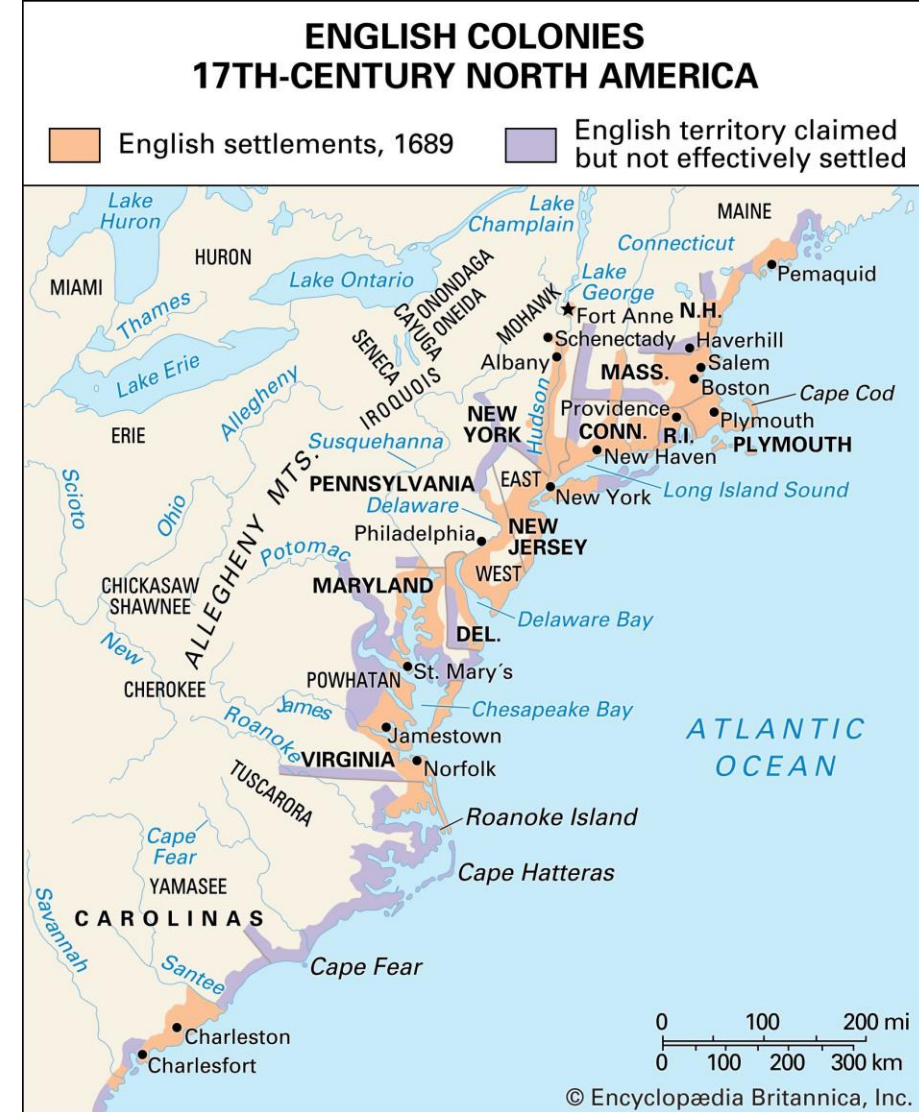 ENGLISH COLONIES
17TH-CENTURY NORTH AMERICA
English settlements, 1689
English territory claimed
but not effectively settled
Lake
Huron
HURON
MIAMI
Thames
Lake Ontario
Lake Erie
ERIE
Lake
Champlain
MAINE
Connecticut
Pemaquid
Lake
George
ONONDAGA
CAYUGA
ONEIDA
SENECA
IROQUOIS
MOHAWK
Fort Anne
N.H.
Schenectady
Haverhill
Albany
Salem
MASS.
Boston
Cape Cod
Hudson
Providence
Plymouth
NEW
YORK
CONN.
R.I.
PLYMOUTH
New Haven
Allegheny
Susquehanna
ALLEGHENY MTS.
Scioto
Ohio
PENNSYLVANIA
EAST
New York
Long Island Sound
Delaware
Philadelphia
NEW
JERSEY
WEST
Potomac
MARYLAND
CHICKASAW
SHAWNEE
Delaware Bay
DEL.
New
CHEROKEE
POWHATAN
St. Mary's
James
Chesapeake Bay
Roanoke
Jamestown
VIRGINIA
Norfolk
ATLANTIC
OCEAN
TUSCARORA
Roanoke Island
Cape
Fear
Cape Hatteras
YAMASEE
CAROLINAS
Savannah
Santee
Cape Fear
Charleston
Charlesfort
0 100 200 mi
0 100 200 300 km
© Encyclopædia Britannica, Inc.